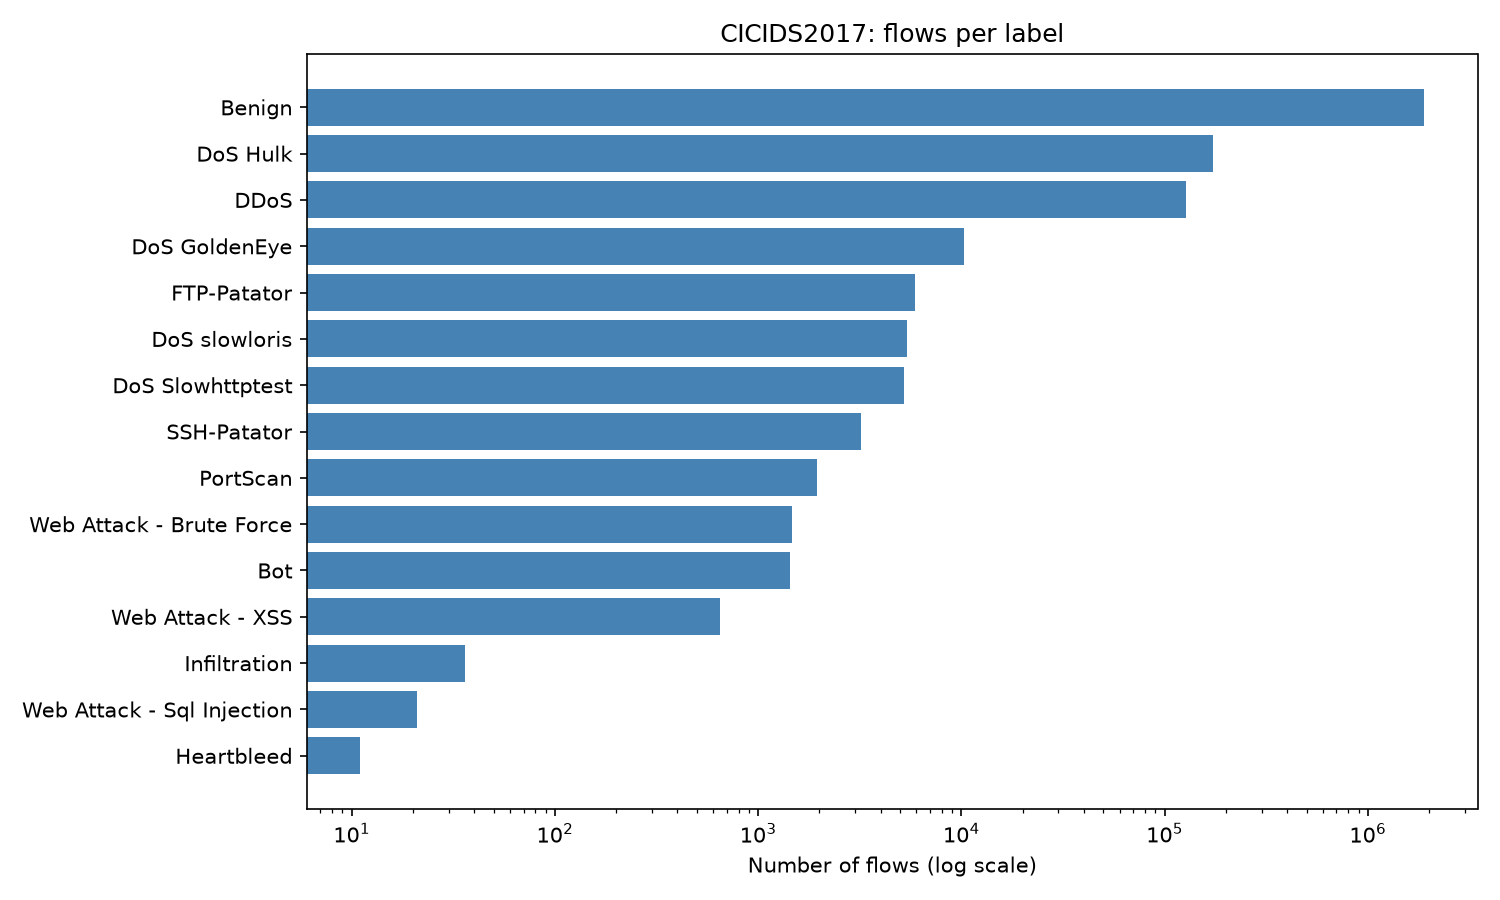 CICIDS2017: flows per label
Benign
DoS Hulk
DDoS
DoS GoldenEye
FTP-Patator
DoS slowloris
DoS Slowhttptest
SSH-Patator
PortScan
Web Attack - Brute Force
Bot
Web Attack - XSS
Infiltration
Web Attack - Sql Injection
Heartbleed
10¹ 10² 10³ 10⁴ 10⁵ 10⁶
Number of flows (log scale)